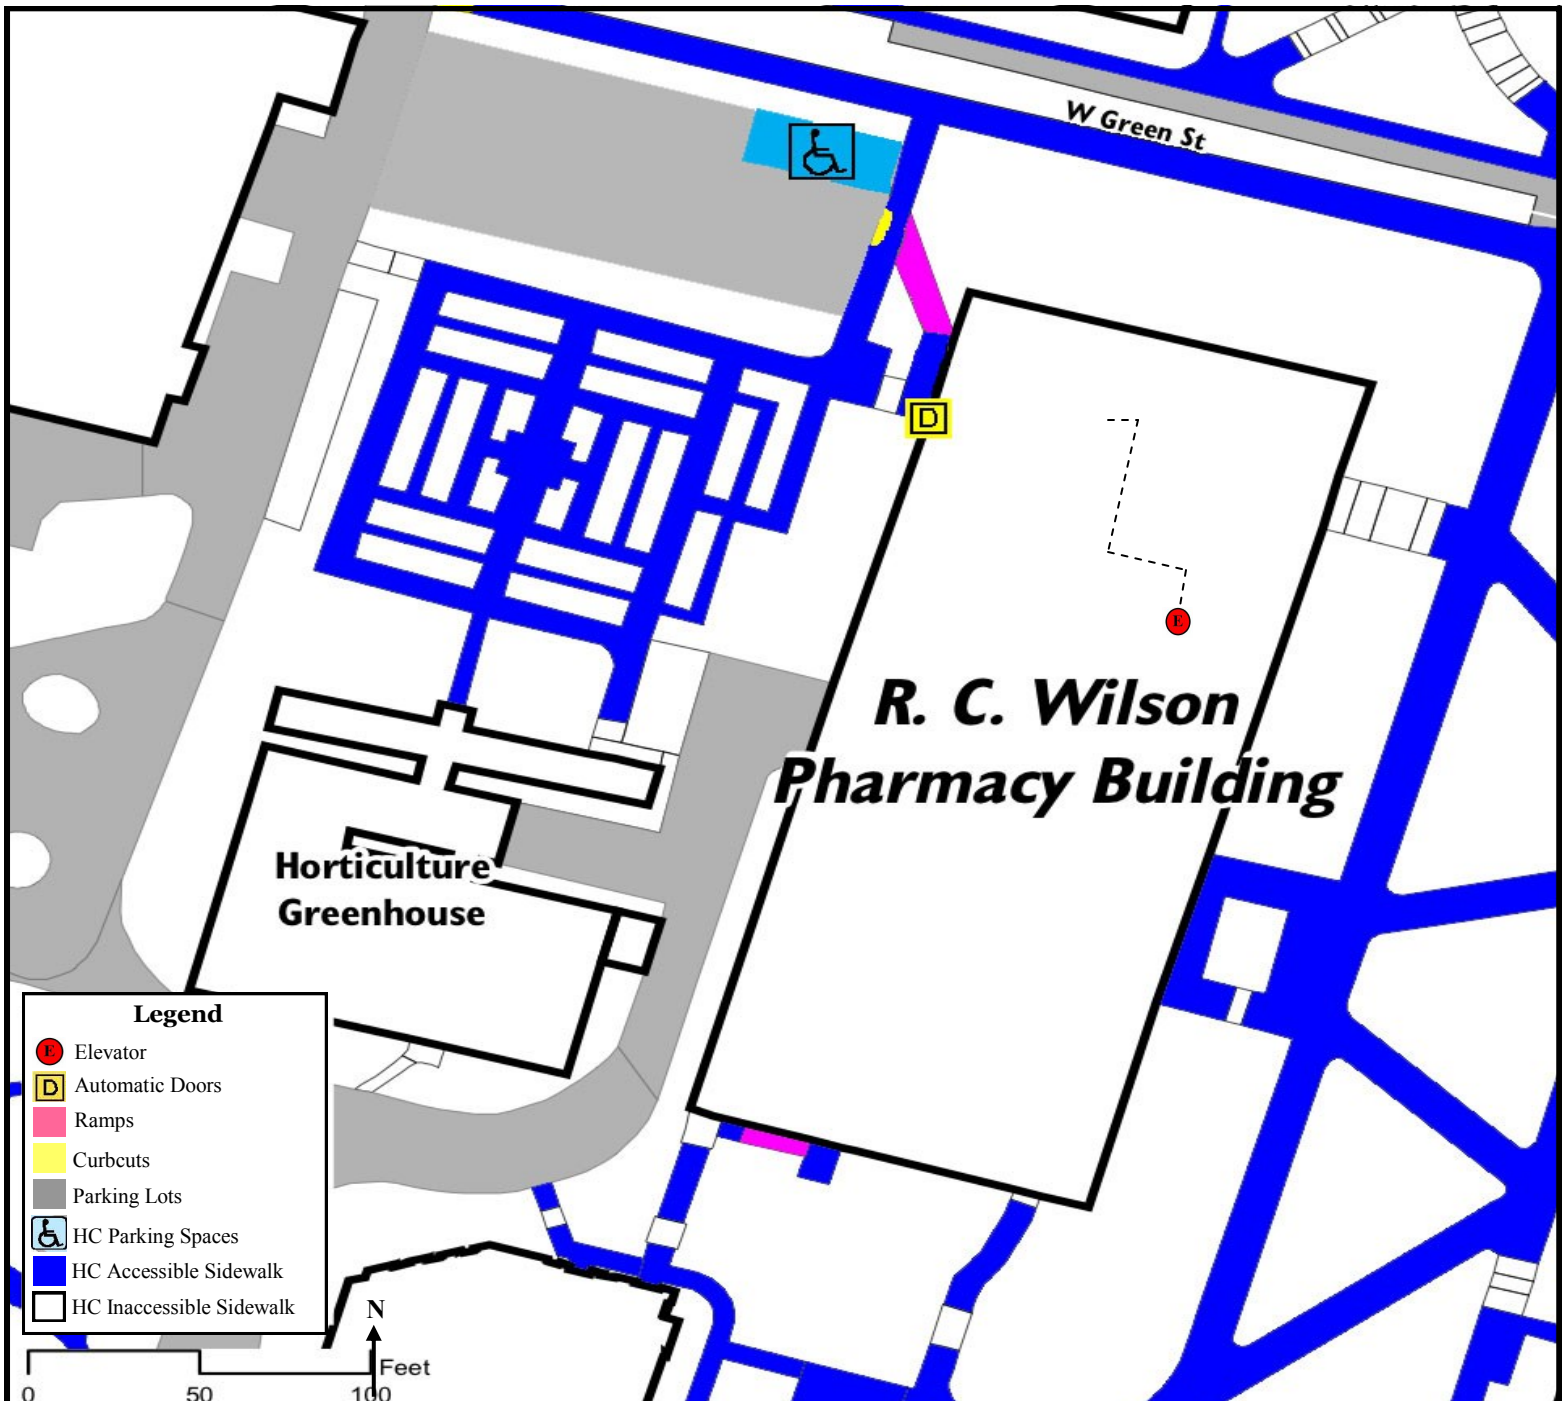 W Green St
D
E
R. C. Wilson
Pharmacy Building
Horticulture
Greenhouse
Legend
E Elevator
D Automatic Doors
Ramps
Curbcuts
Parking Lots
HC Parking Spaces
HC Accessible Sidewalk
HC Inaccessible Sidewalk
N
Feet
0 50 100